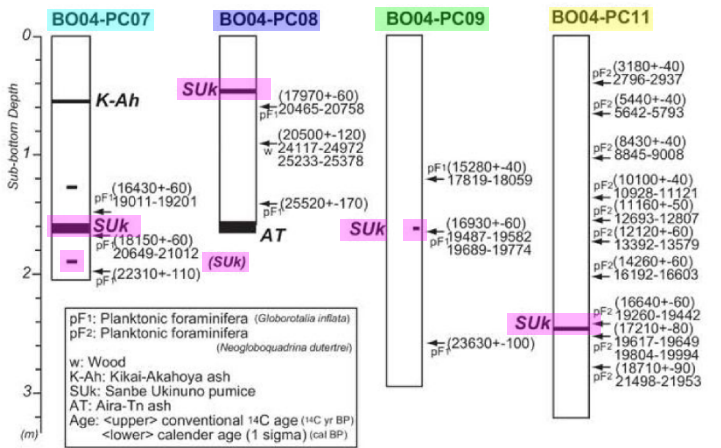 BO04-PC07
BO04-PC08
BO04-PC09
BO04-PC11
Sub-bottom Depth
0
1
2
3
(m)
K-Ah
pF1
(16430+-60)
19011-19201
SUk
pF1
(18150+-60)
20649-21012
pF1
(22310+-110)
SUk
pF1
(17970+-60)
20465-20758
w
(20500+-120)
24117-24972
25233-25378
pF1
(25520+-170)
AT
(SUk)
pF1
(15280+-40)
17819-18059
SUk
pF1
(16930+-60)
19487-19582
19689-19774
pF1
(23630+-100)
pF2
(3180+-40)
2796-2937
pF2
(5440+-40)
5642-5793
pF2
(8430+-40)
8845-9008
pF2
(10100+-40)
10928-11121
pF2
(11160+-50)
12693-12807
pF2
(12120+-60)
13392-13579
pF2
(14260+-60)
16192-16603
SUk
pF2
(16640+-60)
19260-19442
pF2
(17210+-80)
19617-19649
19804-19994
pF2
(18710+-90)
21498-21953
pF1: Planktonic foraminifera (Globorotalia inflata)
pF2: Planktonic foraminifera
(Neogloboquadrina dutertrei)
w: Wood
K-Ah: Kikai-Akahoya ash
SUk: Sanbe Ukinuno pumice
AT: Aira-Tn ash
Age: <upper> conventional 14C age (14C yr BP)
<lower> calender age (1 sigma) (cal BP)